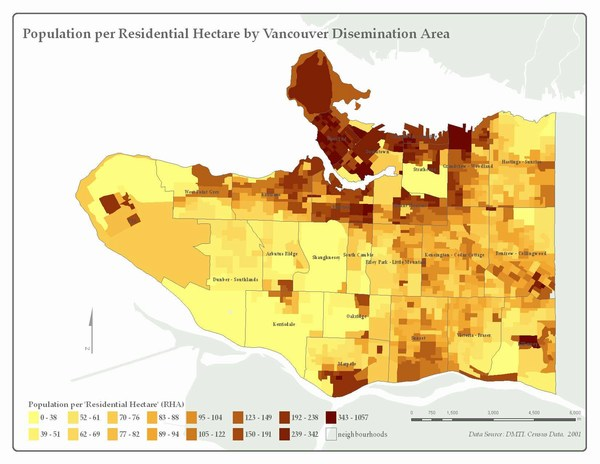 Population per Residential Hectare by Vancouver Disemination Area
West Point Grey
Hastings - Sunrise
Arbutus Ridge
Shaughnessy
South Cambie
Riley Park - Little Mountain
Kensington - Cedar Cottage
Renfrew - Collingwood
Dunbar - Southlands
Kerrisdale
Oakridge
Sunset
Victoria - Fraser
Marpole
Population per 'Residential Hectare' (RHA)
0 - 38 52 - 61 70 - 76 83 - 88 95 - 104 123 - 149 192 - 238 343 - 1057
39 - 51 62 - 69 77 - 82 89 - 94 105 - 122 150 - 191 239 - 342 neighbourhoods
Data Source: DMTI, Census Data, 2001